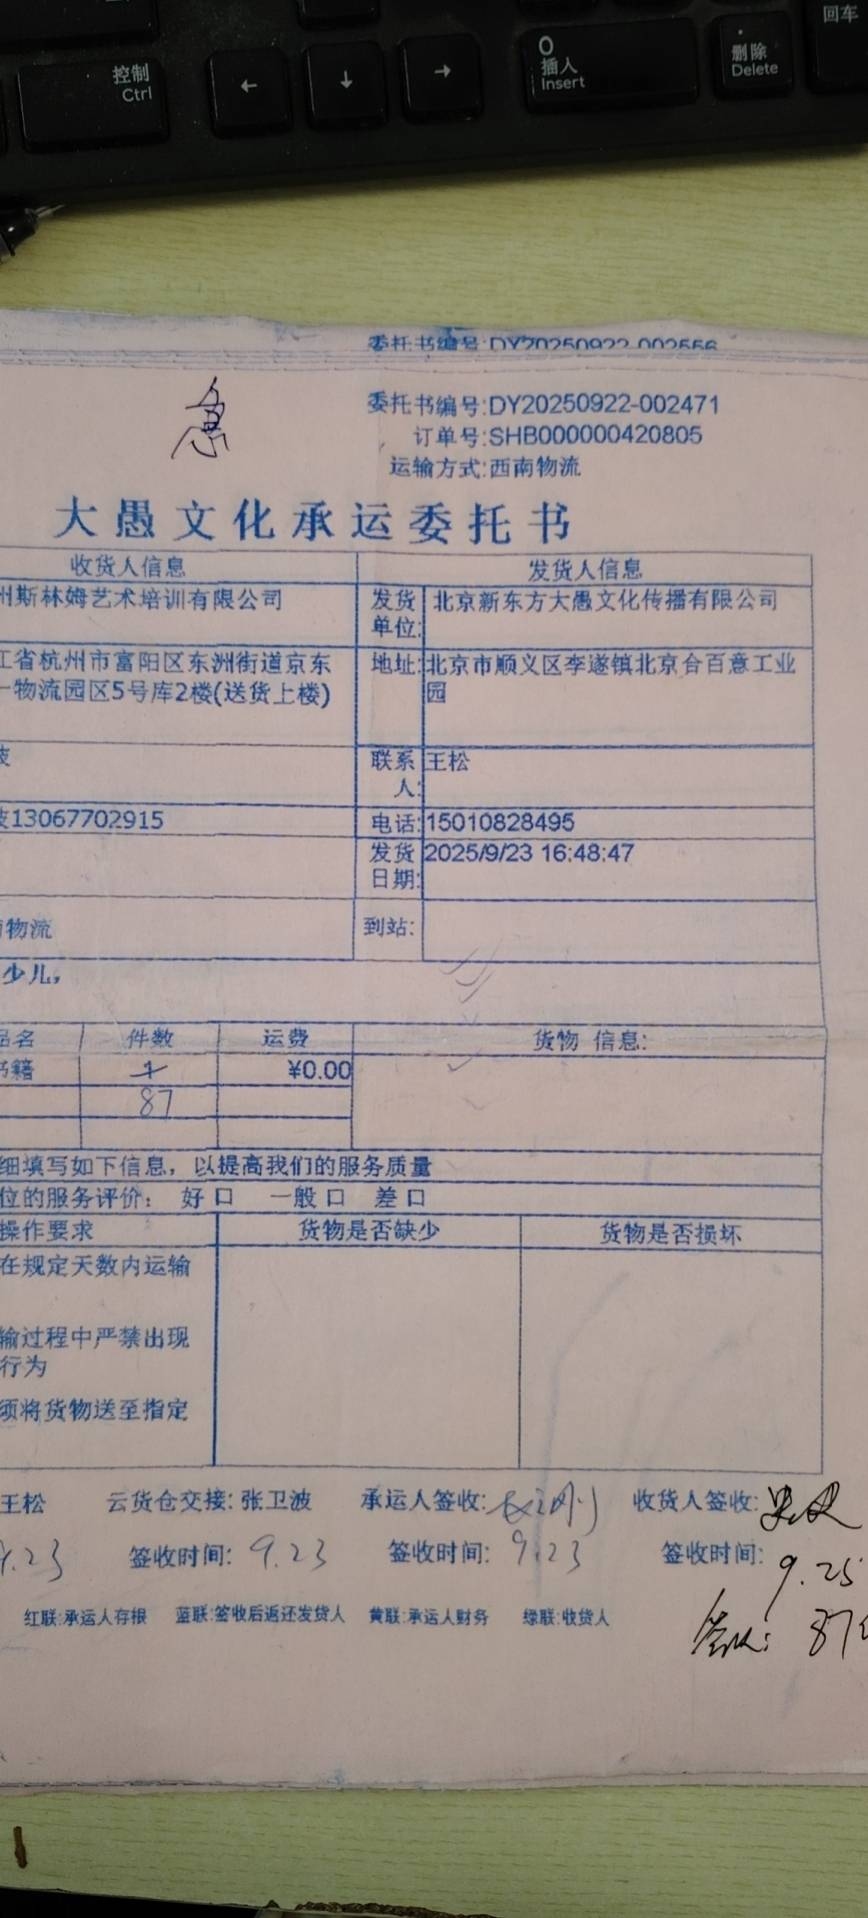 控制
Ctrl
←
↓
→
0
插入
Insert
删除
Delete
回车
委托书编号:DY20250922-002556
急
委托书编号:DY20250922-002471
订单号:SHB000000420805
运输方式:西南物流
大愚文化承运委托书
收货人信息
发货人信息
州斯林姆艺术培训有限公司
发货单位:
北京新东方大愚文化传播有限公司
江省杭州市富阳区东洲街道京东
一物流园区5号库2楼(送货上楼)
地址:
北京市顺义区李遂镇北京合百意工业
园
波
联系人:
王松
13067702915
电话:
15010828495
发货日期:
2025/9/23 16:48:47
物流
到站:
少儿,
品名
件数
运费
货物 信息:
书籍
1
¥0.00
87
细填写如下信息，以提高我们的服务质量
位的服务评价： 好口 一般口 差口
操作要求
货物是否缺少
货物是否损坏
在规定天数内运输
输过程中严禁出现
行为
须将货物送至指定
王松
云货仓交接:张卫波
承运人签收:
收货人签收:
9.23
签收时间: 9.23
签收时间: 9.23
签收时间: 9.25
红联:承运人存根 蓝联:签收后返还发货人 黄联:承运人财务 绿联:收货人
签收: 87